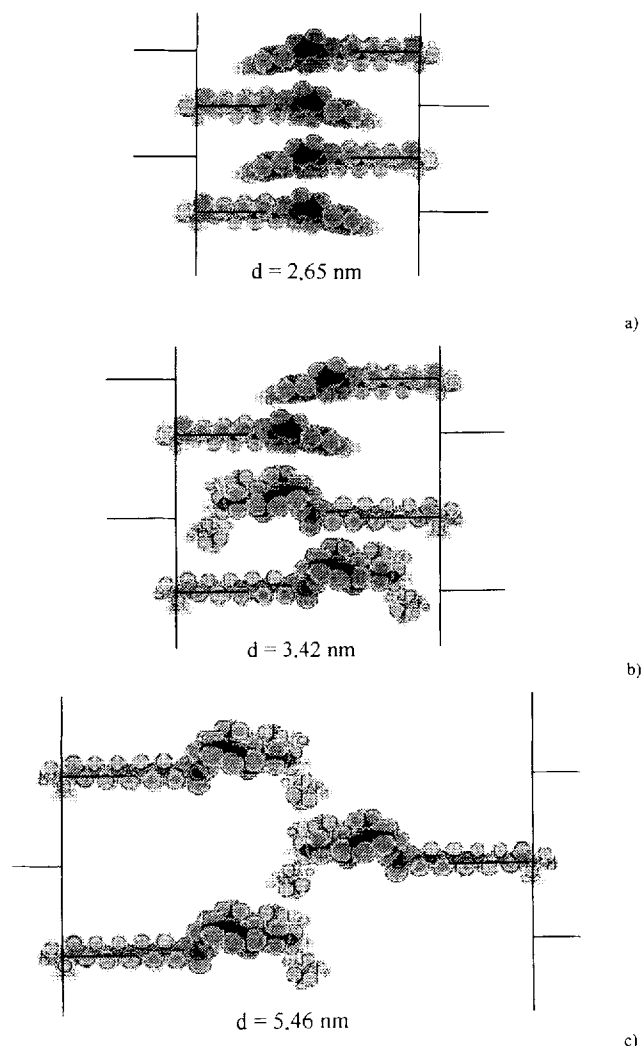 d = 2.65 nm
a)
d = 3.42 nm
b)
d = 5.46 nm
c)